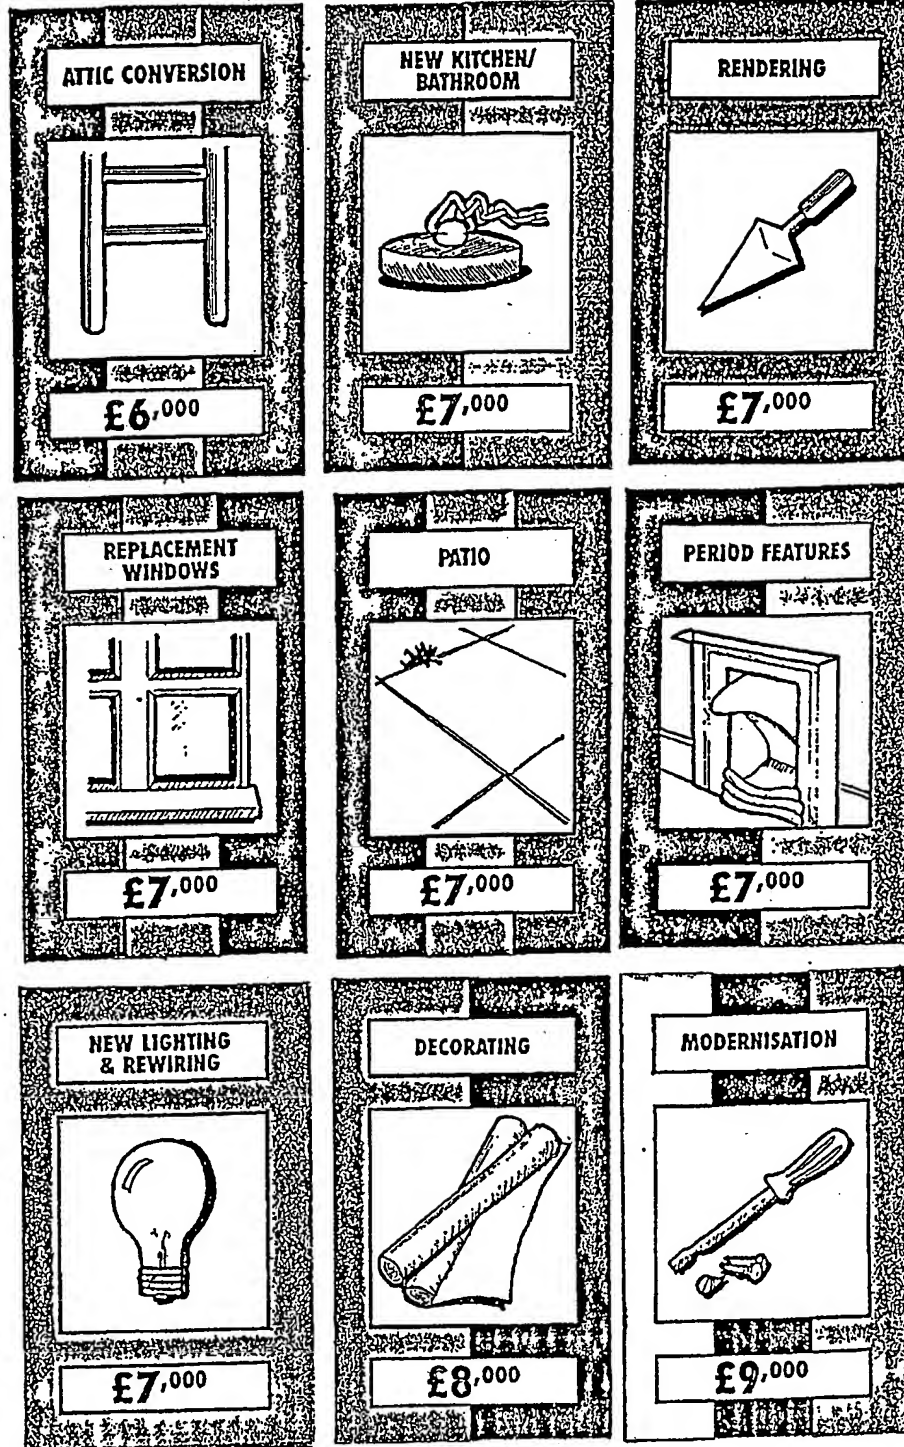 ATTIC CONVERSION
£6,000
NEW KITCHEN/
BATHROOM
£7,000
RENDERING
£7,000
REPLACEMENT
WINDOWS
£7,000
PATIO
£7,000
PERIOD FEATURES
£7,000
NEW LIGHTING
& REWIRING
£7,000
DECORATING
£8,000
MODERNISATION
£9,000